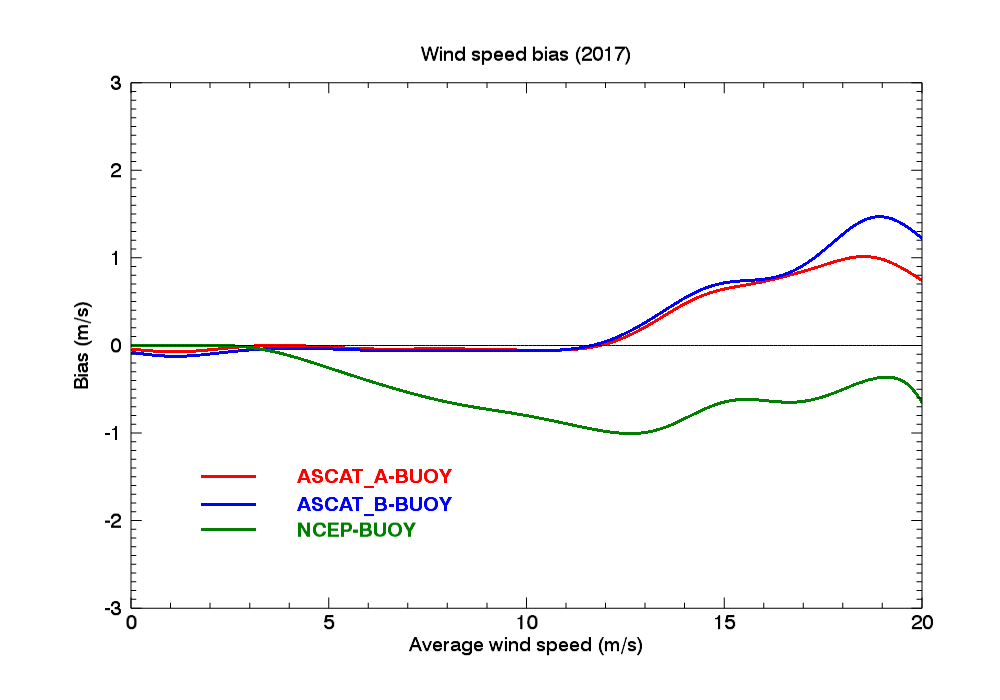 Wind speed bias (2017)
3
2
1
0
-1
-2
-3
Bias (m/s)
ASCAT_A-BUOY
ASCAT_B-BUOY
NCEP-BUOY
0 5 10 15 20
Average wind speed (m/s)